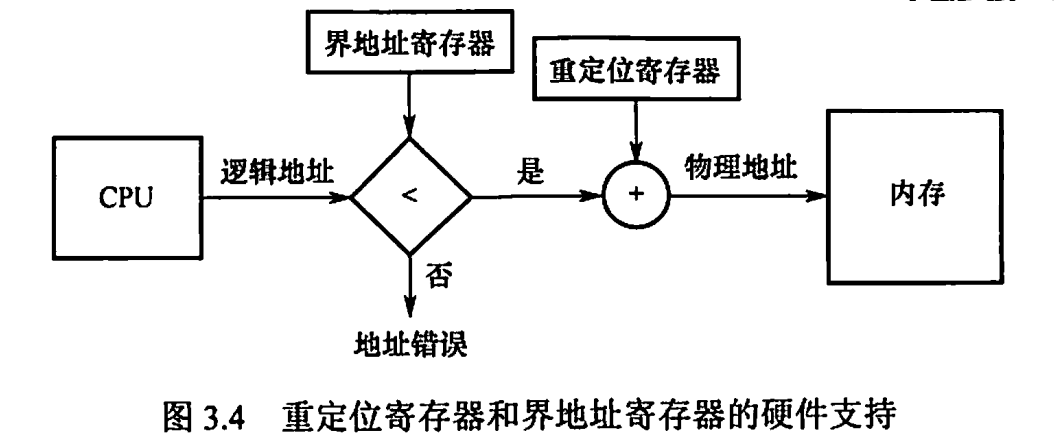 界地址寄存器
重定位寄存器
CPU
逻辑地址
<
是
+
物理地址
内存
否
地址错误
图 3.4 重定位寄存器和界地址寄存器的硬件支持